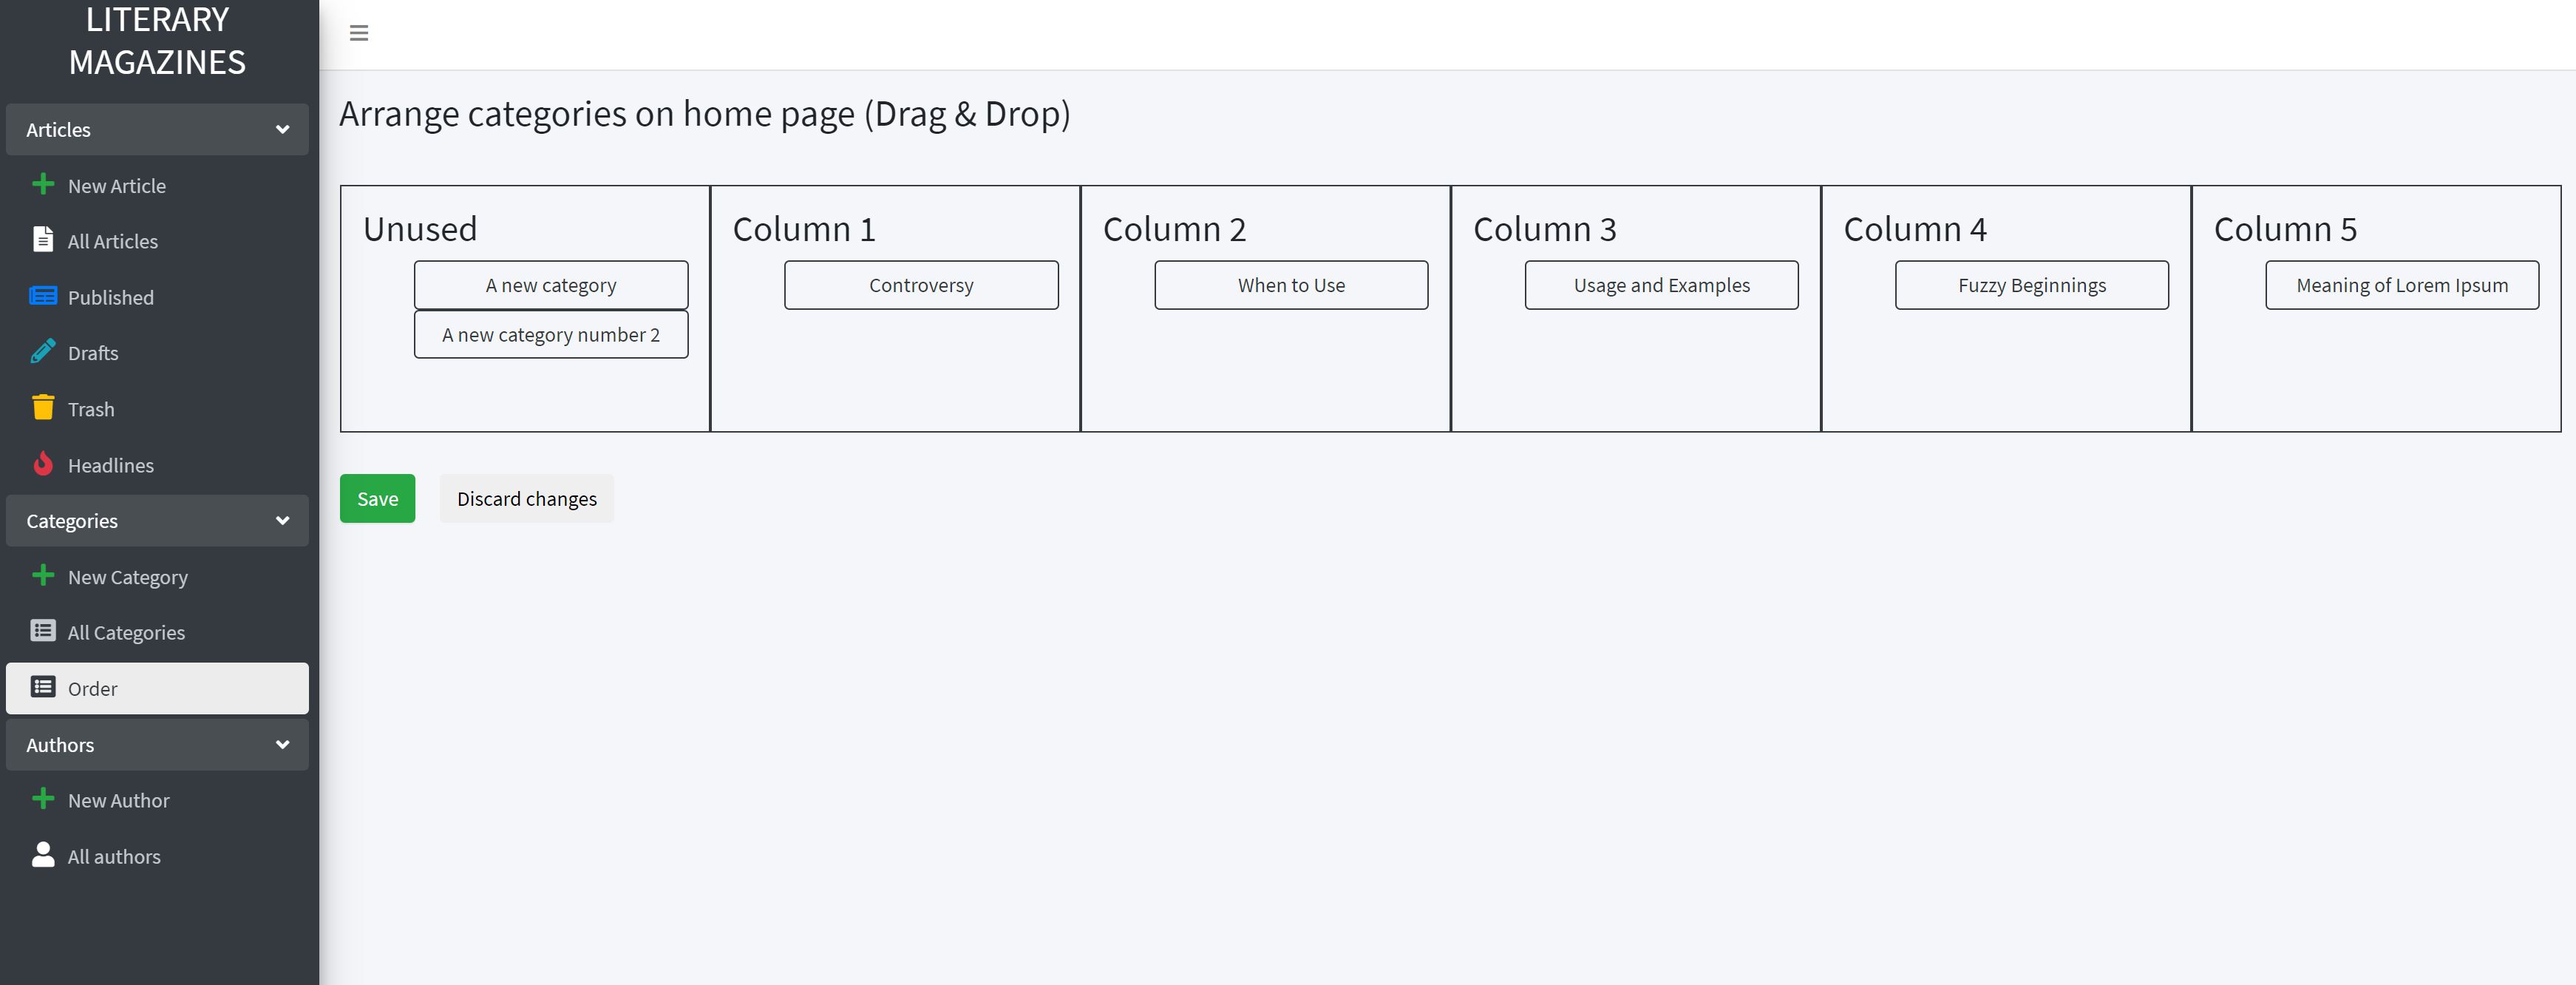 LITERARY
MAGAZINES
Articles
New Article
All Articles
Published
Drafts
Trash
Headlines
Categories
New Category
All Categories
Order
Authors
New Author
All authors
Arrange categories on home page (Drag & Drop)
Unused
A new category
A new category number 2
Column 1
Controversy
Column 2
When to Use
Column 3
Usage and Examples
Column 4
Fuzzy Beginnings
Column 5
Meaning of Lorem Ipsum
Save
Discard changes